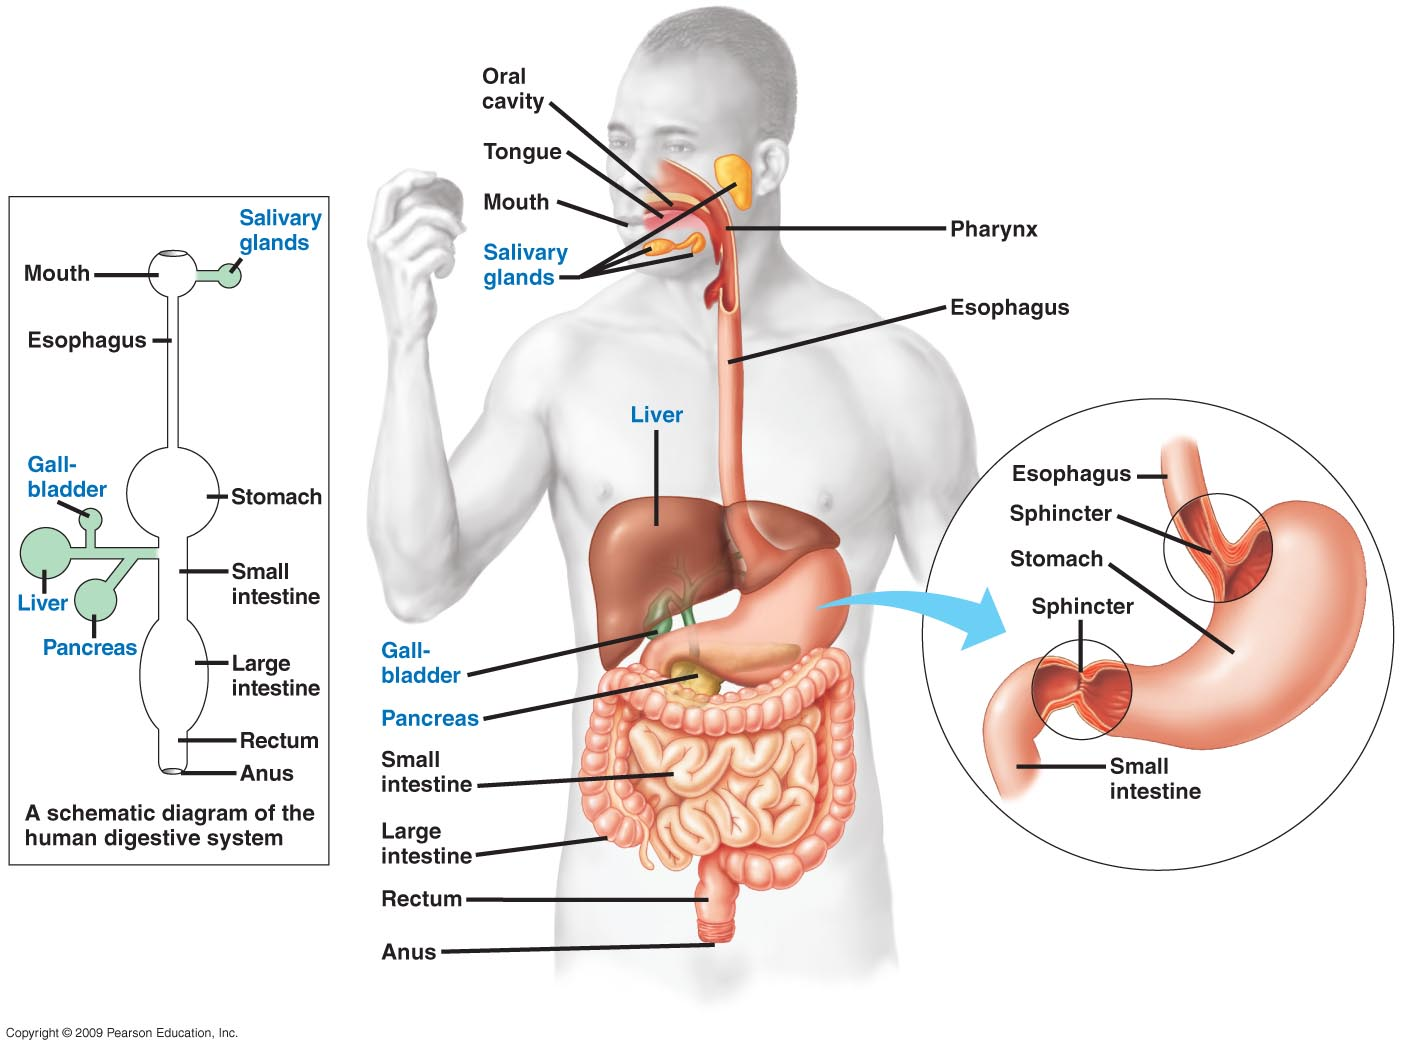 Salivary
glands
Mouth
Esophagus
Gall-
bladder
Stomach
Liver
Small
intestine
Pancreas
Large
intestine
Rectum
Anus
A schematic diagram of the
human digestive system
Oral
cavity
Tongue
Mouth
Salivary
glands
Pharynx
Esophagus
Liver
Gall-
bladder
Pancreas
Small
intestine
Large
intestine
Rectum
Anus
Esophagus
Sphincter
Stomach
Sphincter
Small
intestine
Copyright © 2009 Pearson Education, Inc.